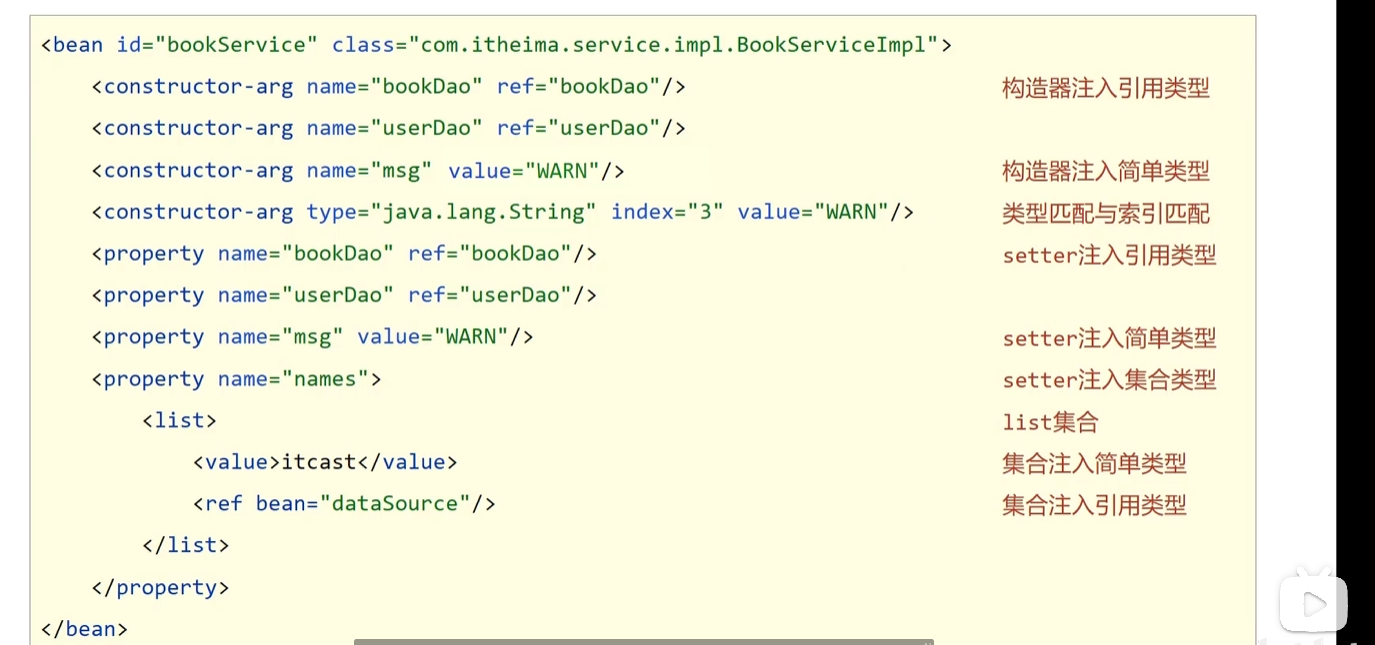 <bean id="bookService" class="com.itheima.service.impl.BookServiceImpl">
<constructor-arg name="bookDao" ref="bookDao"/> 构造器注入引用类型
<constructor-arg name="userDao" ref="userDao"/>
<constructor-arg name="msg" value="WARN"/> 构造器注入简单类型
<constructor-arg type="java.lang.String" index="3" value="WARN"/> 类型匹配与索引匹配
<property name="bookDao" ref="bookDao"/> setter注入引用类型
<property name="userDao" ref="userDao"/>
<property name="msg" value="WARN"/> setter注入简单类型
<property name="names"> setter注入集合类型
<list> list集合
<value>itcast</value> 集合注入简单类型
<ref bean="dataSource"/> 集合注入引用类型
</list>
</property>
</bean>